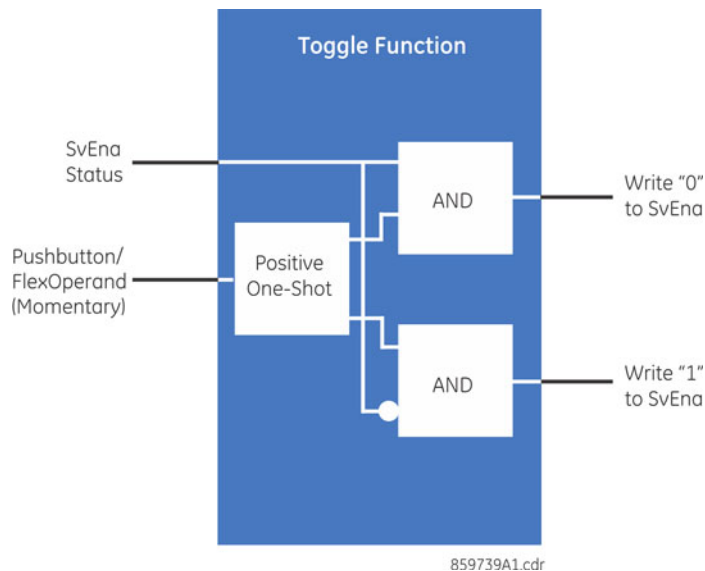 Toggle Function
SvEna
Status
AND
Write "0"
to SvEna
Pushbutton/
FlexOperand
(Momentary)
Positive
One-Shot
AND
Write "1"
to SvEna
859739A1.cdr